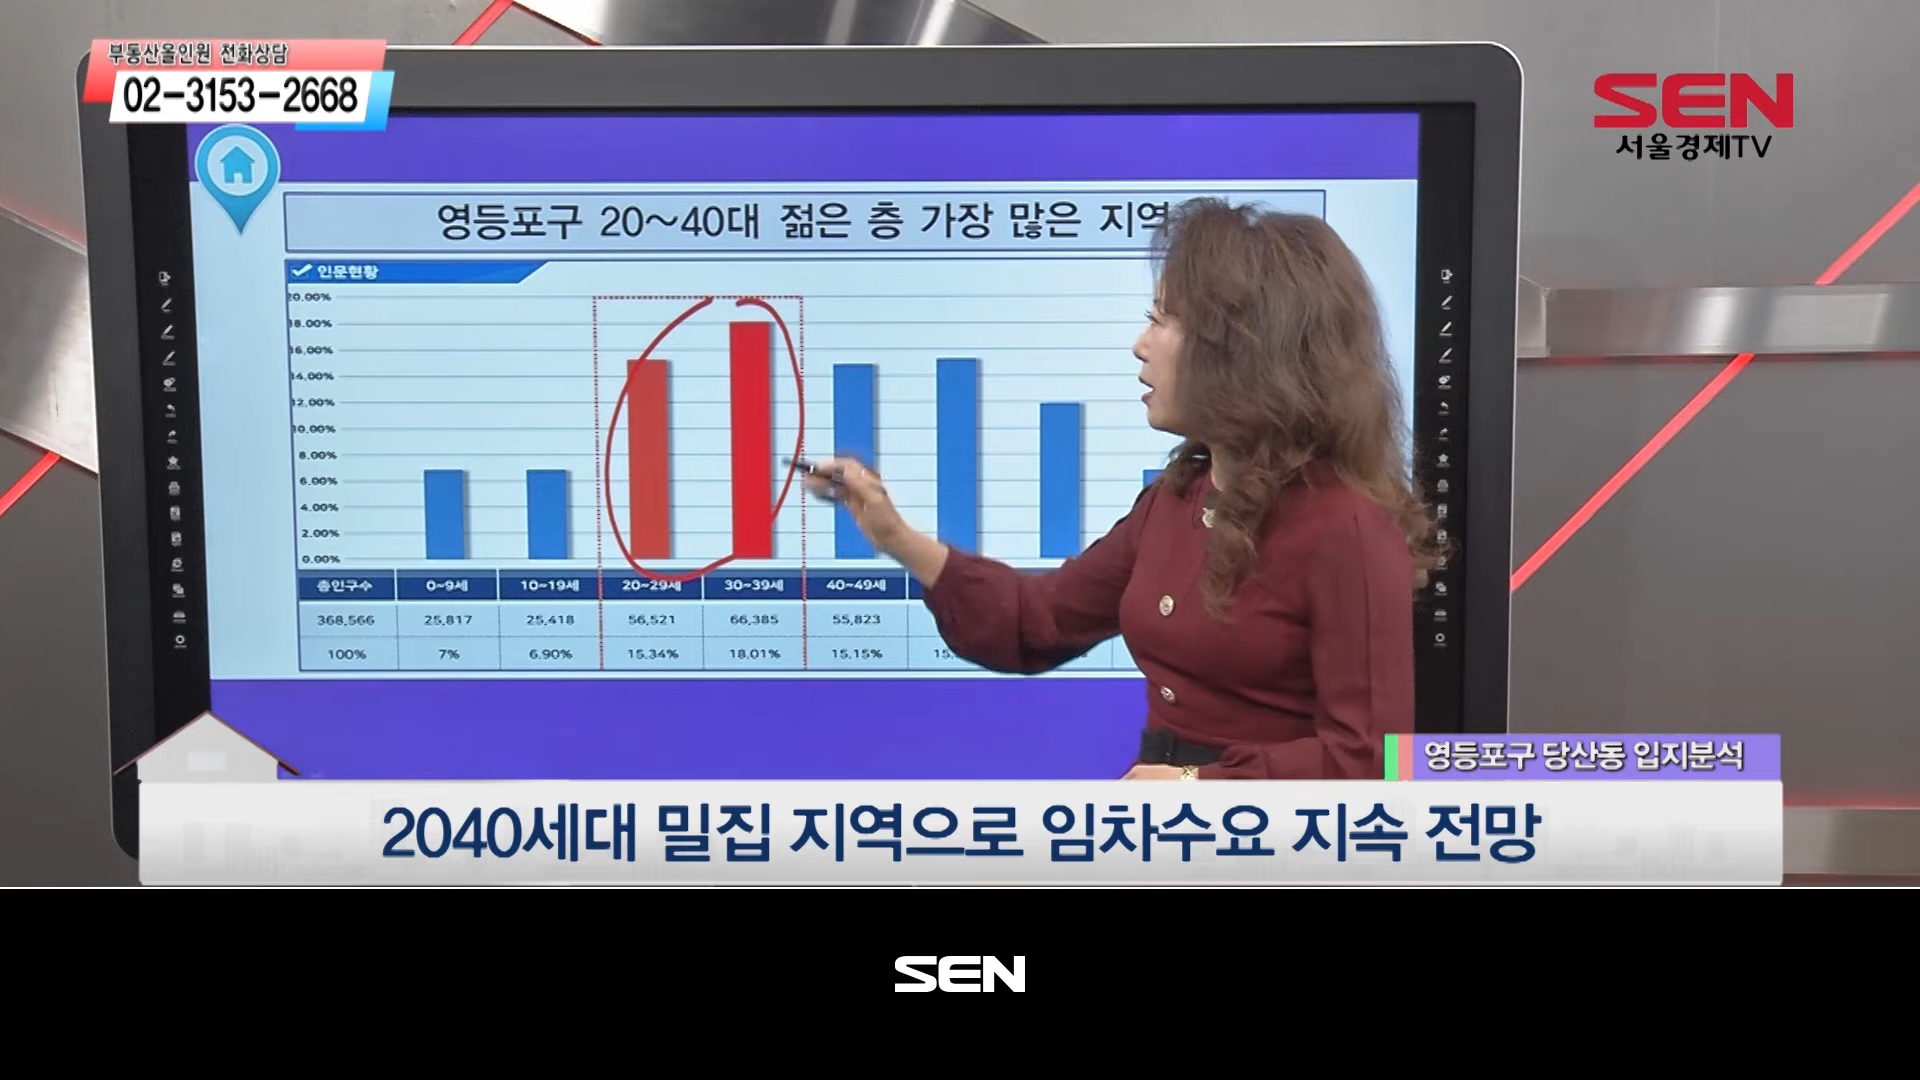 부동산올인원 전화상담
02-3153-2668
SEN
서울경제TV
영등포구 20~40대 젊은 층 가장 많은 지역
인문현황
20.00%
18.00%
16.00%
14.00%
12.00%
10.00%
8.00%
6.00%
4.00%
2.00%
0.00%
총인구수 0~9세 10~19세 20~29세 30~39세 40~49세
368,566 25,817 25,418 56,521 66,385 55,823
100% 7% 6.90% 15.34% 18.01% 15.15%
영등포구 당산동 입지분석
2040세대 밀집 지역으로 임차수요 지속 전망
SEN